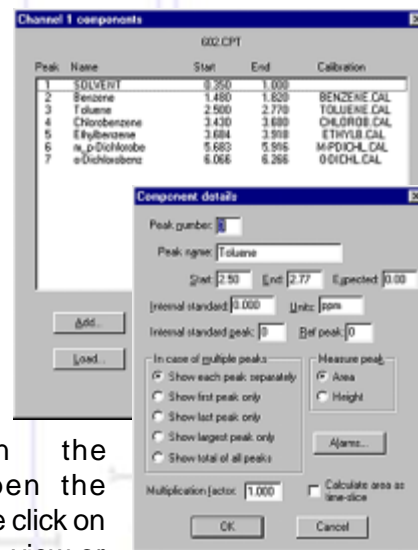 Channel 1 components
602.CPT
Peak Name Start End Calibration
1 SOLVENT 0.350 1.000
2 Benzene 1.480 1.820 BENZENE.CAL
3 Toluene 2.500 2.770 TOLUENE.CAL
4 Chlorobenzene 3.430 3.680 CHLOROB.CAL
5 Ethylbenzene 3.684 3.918 ETHYLB.CAL
6 m_p-Dichlorobe 5.683 5.916 M-PDICHL.CAL
7 o-Dichlorobenz 6.066 6.266 O-DICHL.CAL
Add...
Load...
Component details
Peak number:
Peak name: Toluene
Start: 2.50 End: 2.77 Expected: 0.00
Internal standard: 0.000 Units: ppm
Internal standard peak: 0 Ref peak: 0
In case of multiple peaks
Show each peak separately
Show first peak only
Show last peak only
Show largest peak only
Show total of all peaks
Measure peak
Area
Height
Alarms...
Multiplication factor: 1.000
Calculate area as
time-slice
OK Cancel
the
the
click on
view or